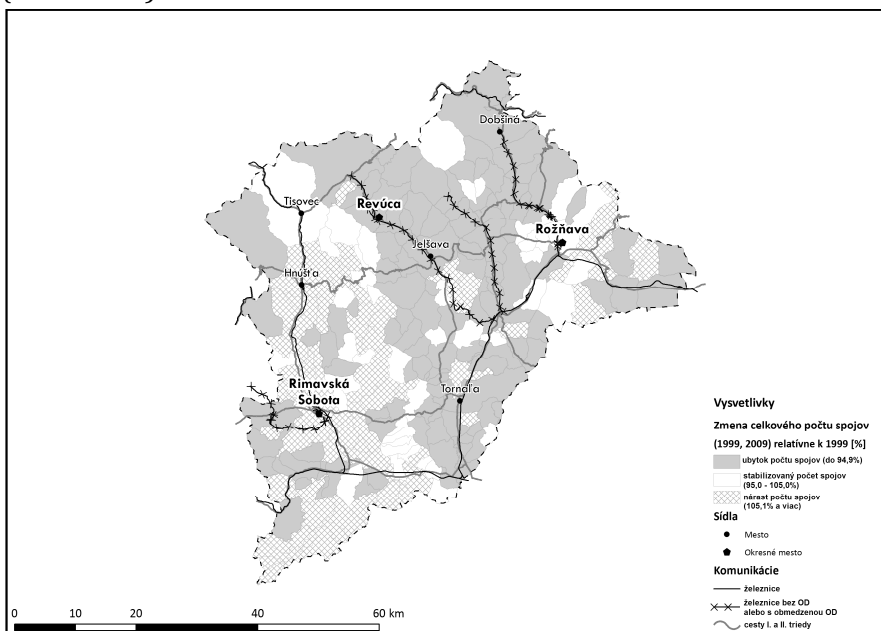 Dobšiná
Tisovec
Revúca
Rožňava
Jelšava
Hnúšťa
Rimavská
Sobota
Tornaľa
Vysvetlivky
Zmena celkového počtu spojov
(1999, 2009) relatívne k 1999 [%]
ubytok počtu spojov (do 94,9%)
stabilizovaný počet spojov
(95,0 - 105,0%)
nárast počtu spojov
(105,1% a viac)
Sídla
Mesto
Okresné mesto
Komunikácie
železnice
železnice bez OD
alebo s obmedzenou OD
cesty I. a II. triedy
0 10 20 40 60 km